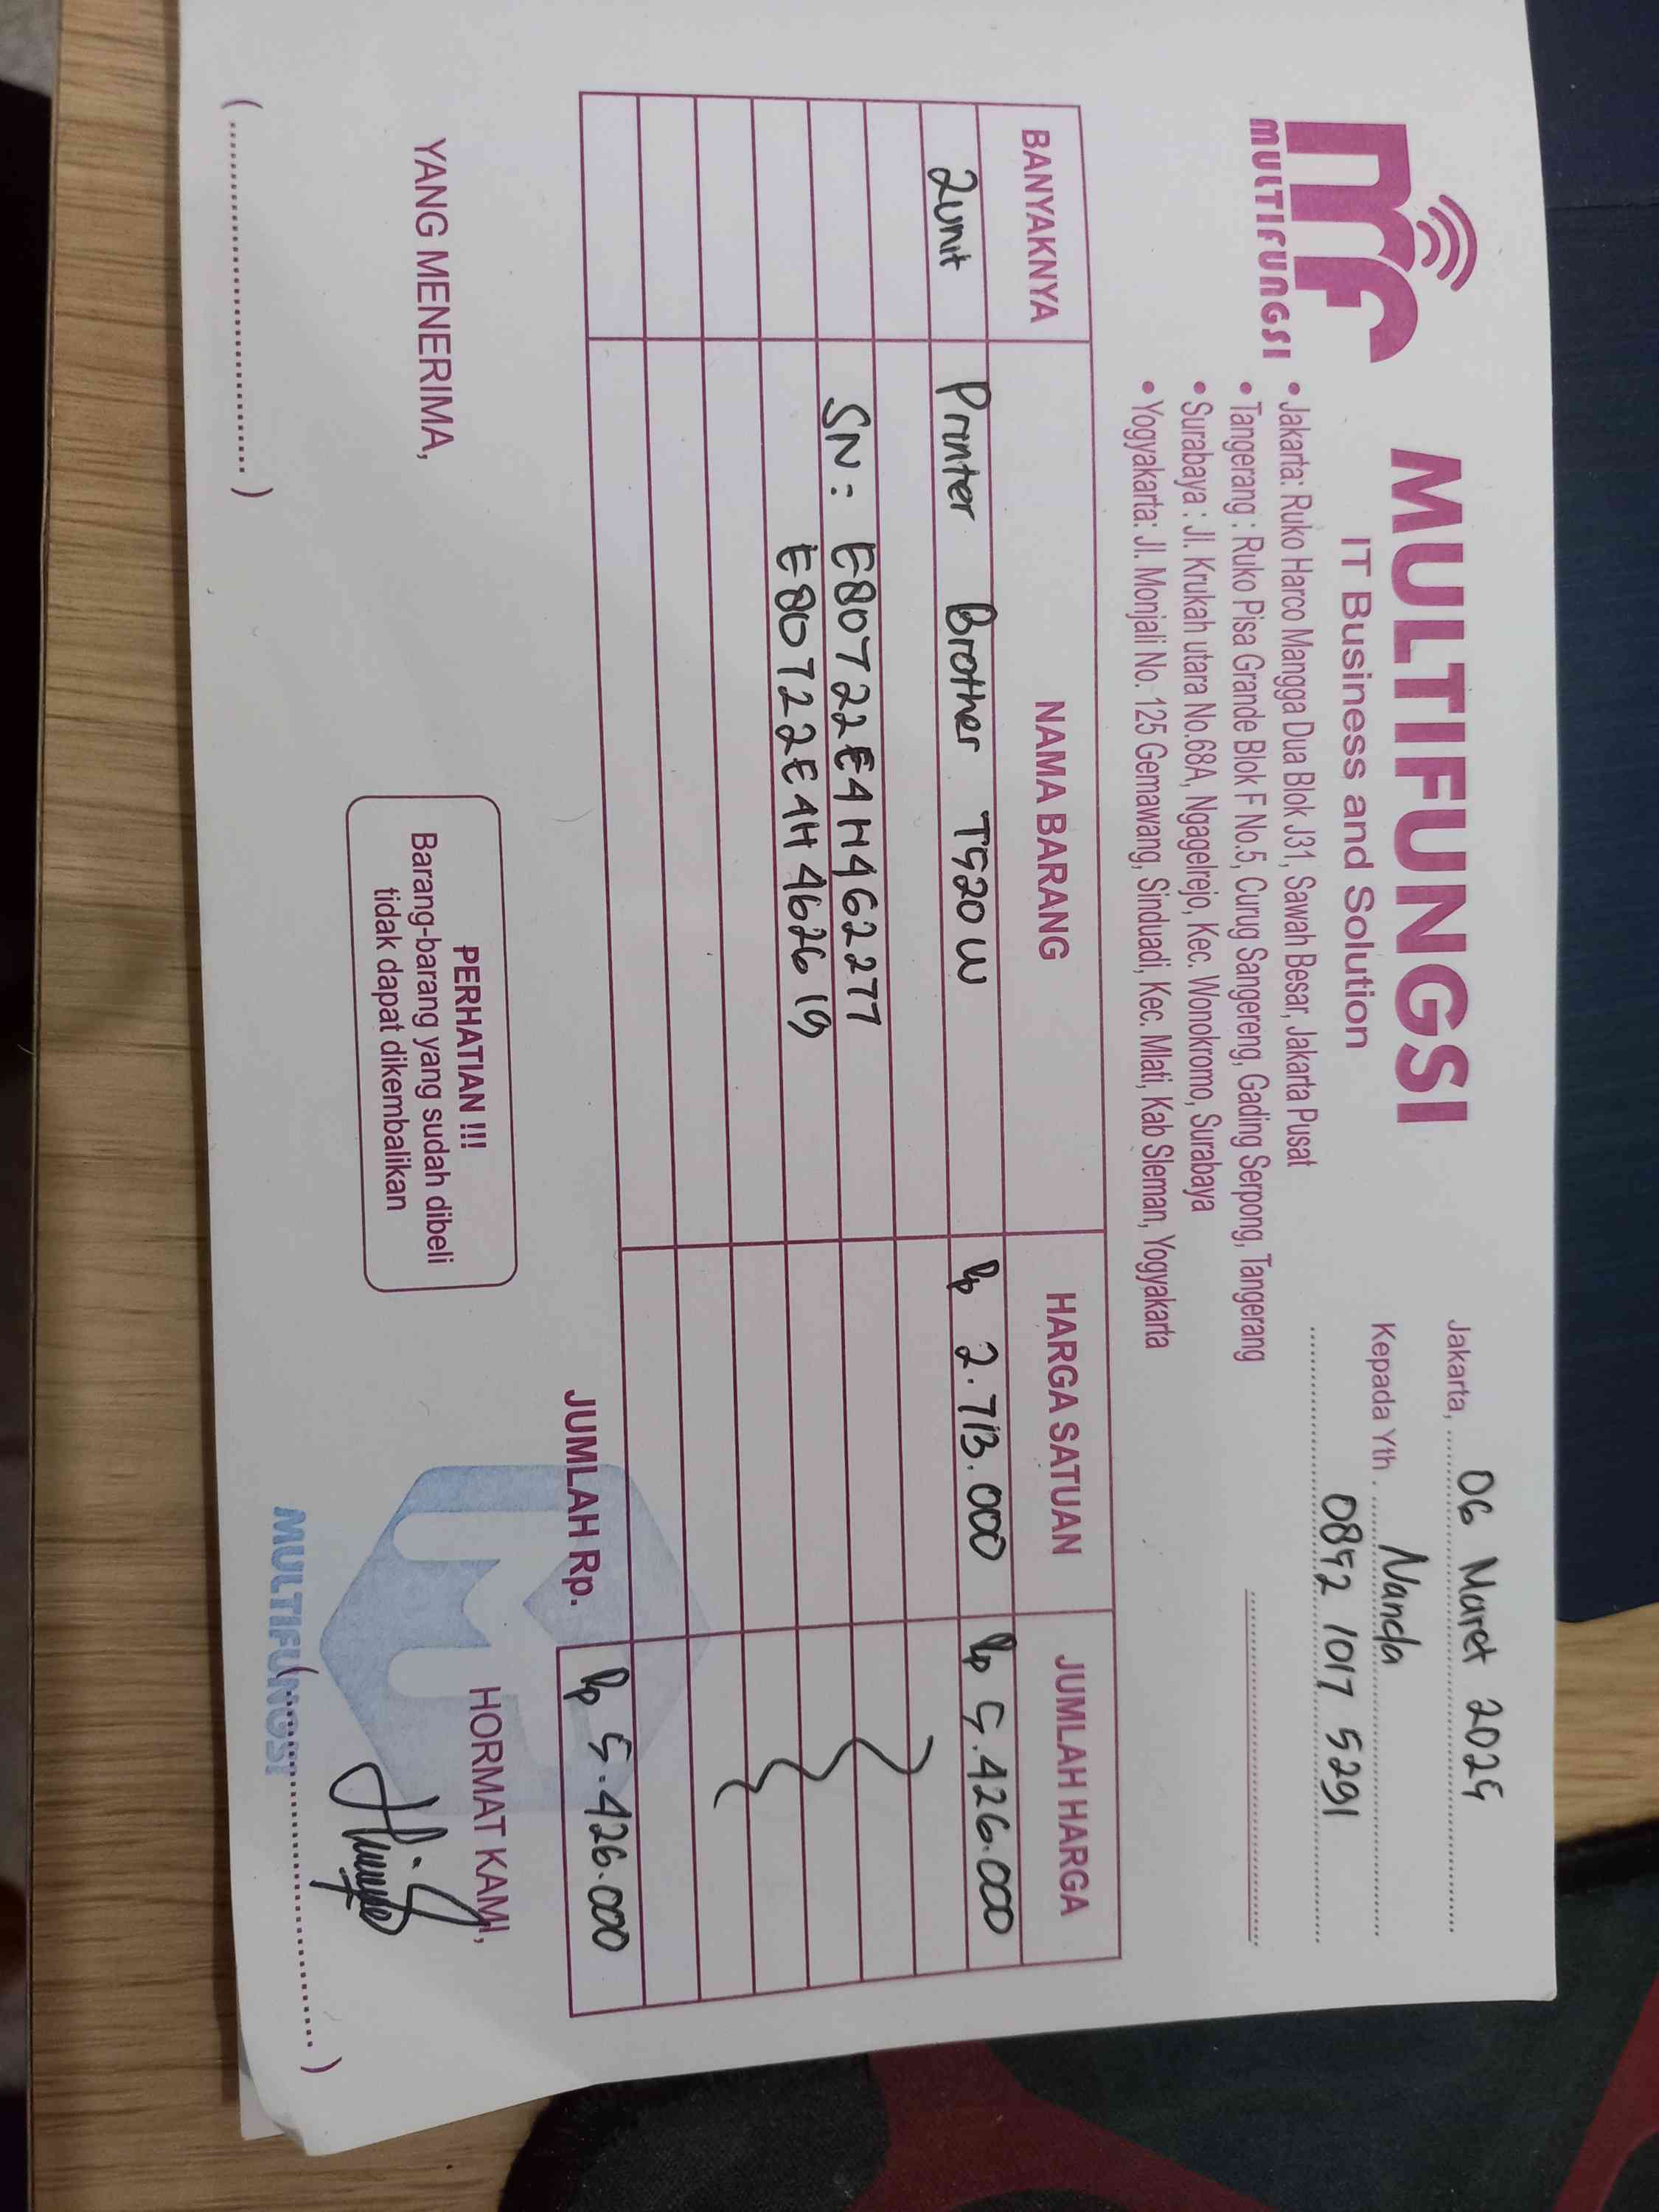 MULTIFUNGSI
MULTIFUNGSI
IT Business and Solution
• Jakarta: Ruko Harco Mangga Dua Blok J31, Sawah Besar, Jakarta Pusat
• Tangerang : Ruko Pisa Grande Blok F No.5, Curug Sangereng, Gading Serpong, Tangerang
• Surabaya : Jl. Krukah utara No.68A, Ngagelrejo, Kec. Wonokromo, Surabaya
• Yogyakarta: Jl. Monjali No. 125 Gemawang, Sinduadi, Kec. Mlati, Kab Sleman, Yogyakarta
Jakarta, 06 Maret 2025
Kepada Yth. Nanda
0852 1017 5291
BANYAKNYA NAMA BARANG HARGA SATUAN JUMLAH HARGA
2unit Printer Brother T520W Rp 2.713.000 Rp 5.426.000
SN : E80722E4H462277
E80722E4H462619
JUMLAH Rp. Rp 5.426.000
YANG MENERIMA,
PERHATIAN !!!
Barang-barang yang sudah dibeli
tidak dapat dikembalikan
HORMAT KAMI,
MULTIFUNGSI